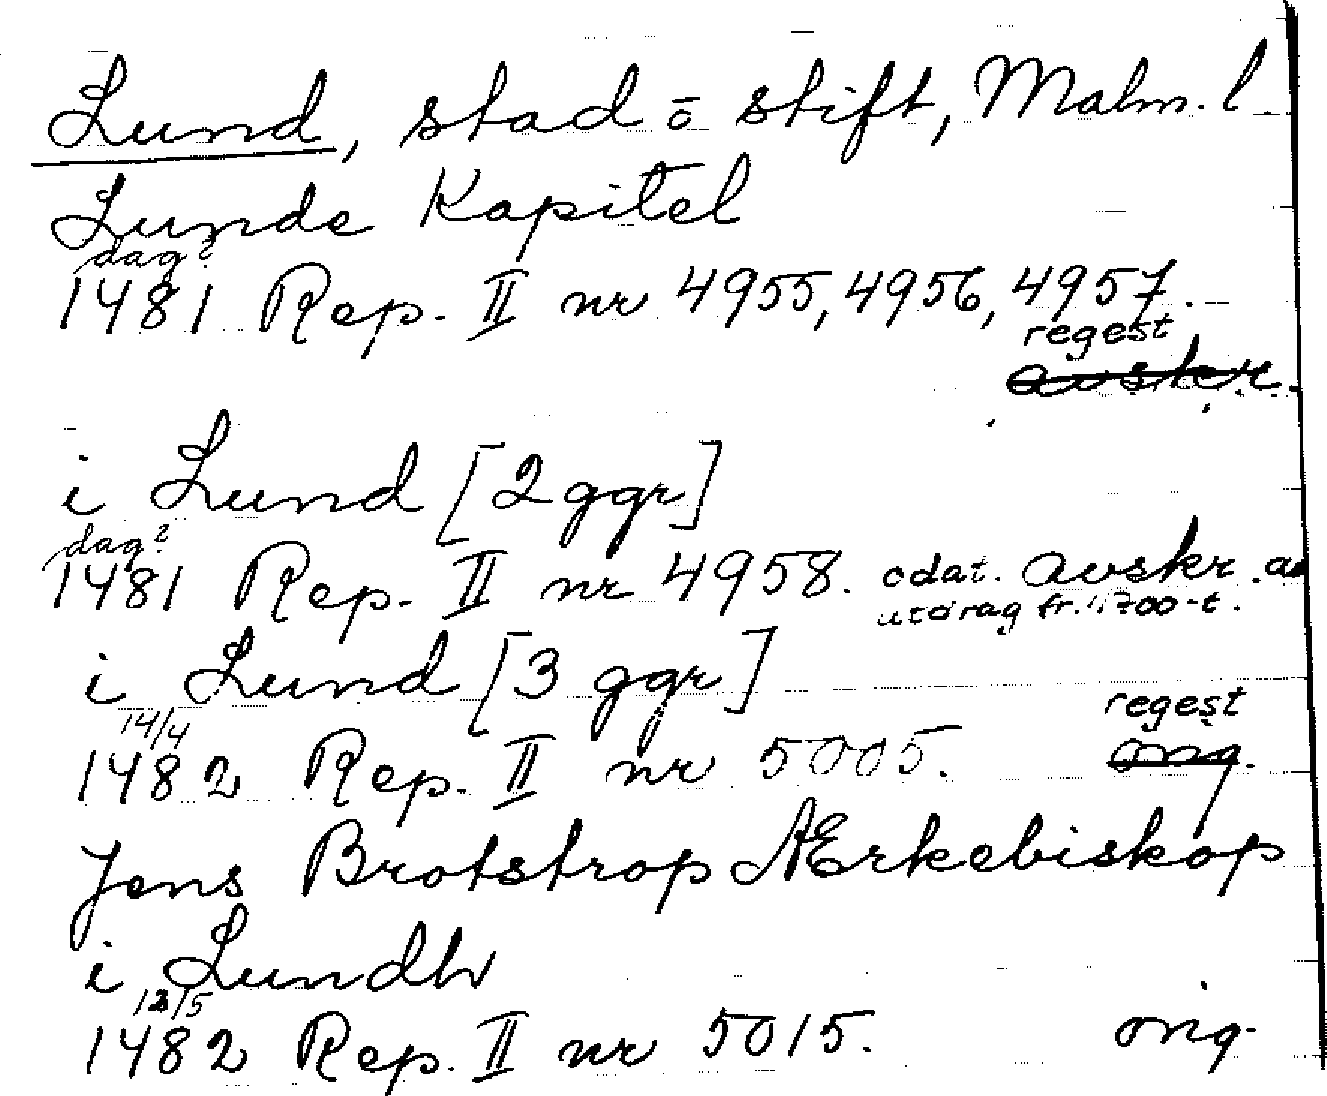 Lund, stad o stift, Malm. l
Lunde Kapitel
dag?
1481 Rep. II nr 4955, 4956, 4957.
regest
avskr.
i Lund [2 ggr]
dag?
1481 Rep. II nr 4958. odat. avskr. av
utdrag fr. 1700-t.
i Lund [3 ggr]
14/4 regest
1482 Rep. II nr 5005. orig.
Jens Brotstrop Ærkebiskop
i Lundh
12/5
1482 Rep. II nr 5015. orig.